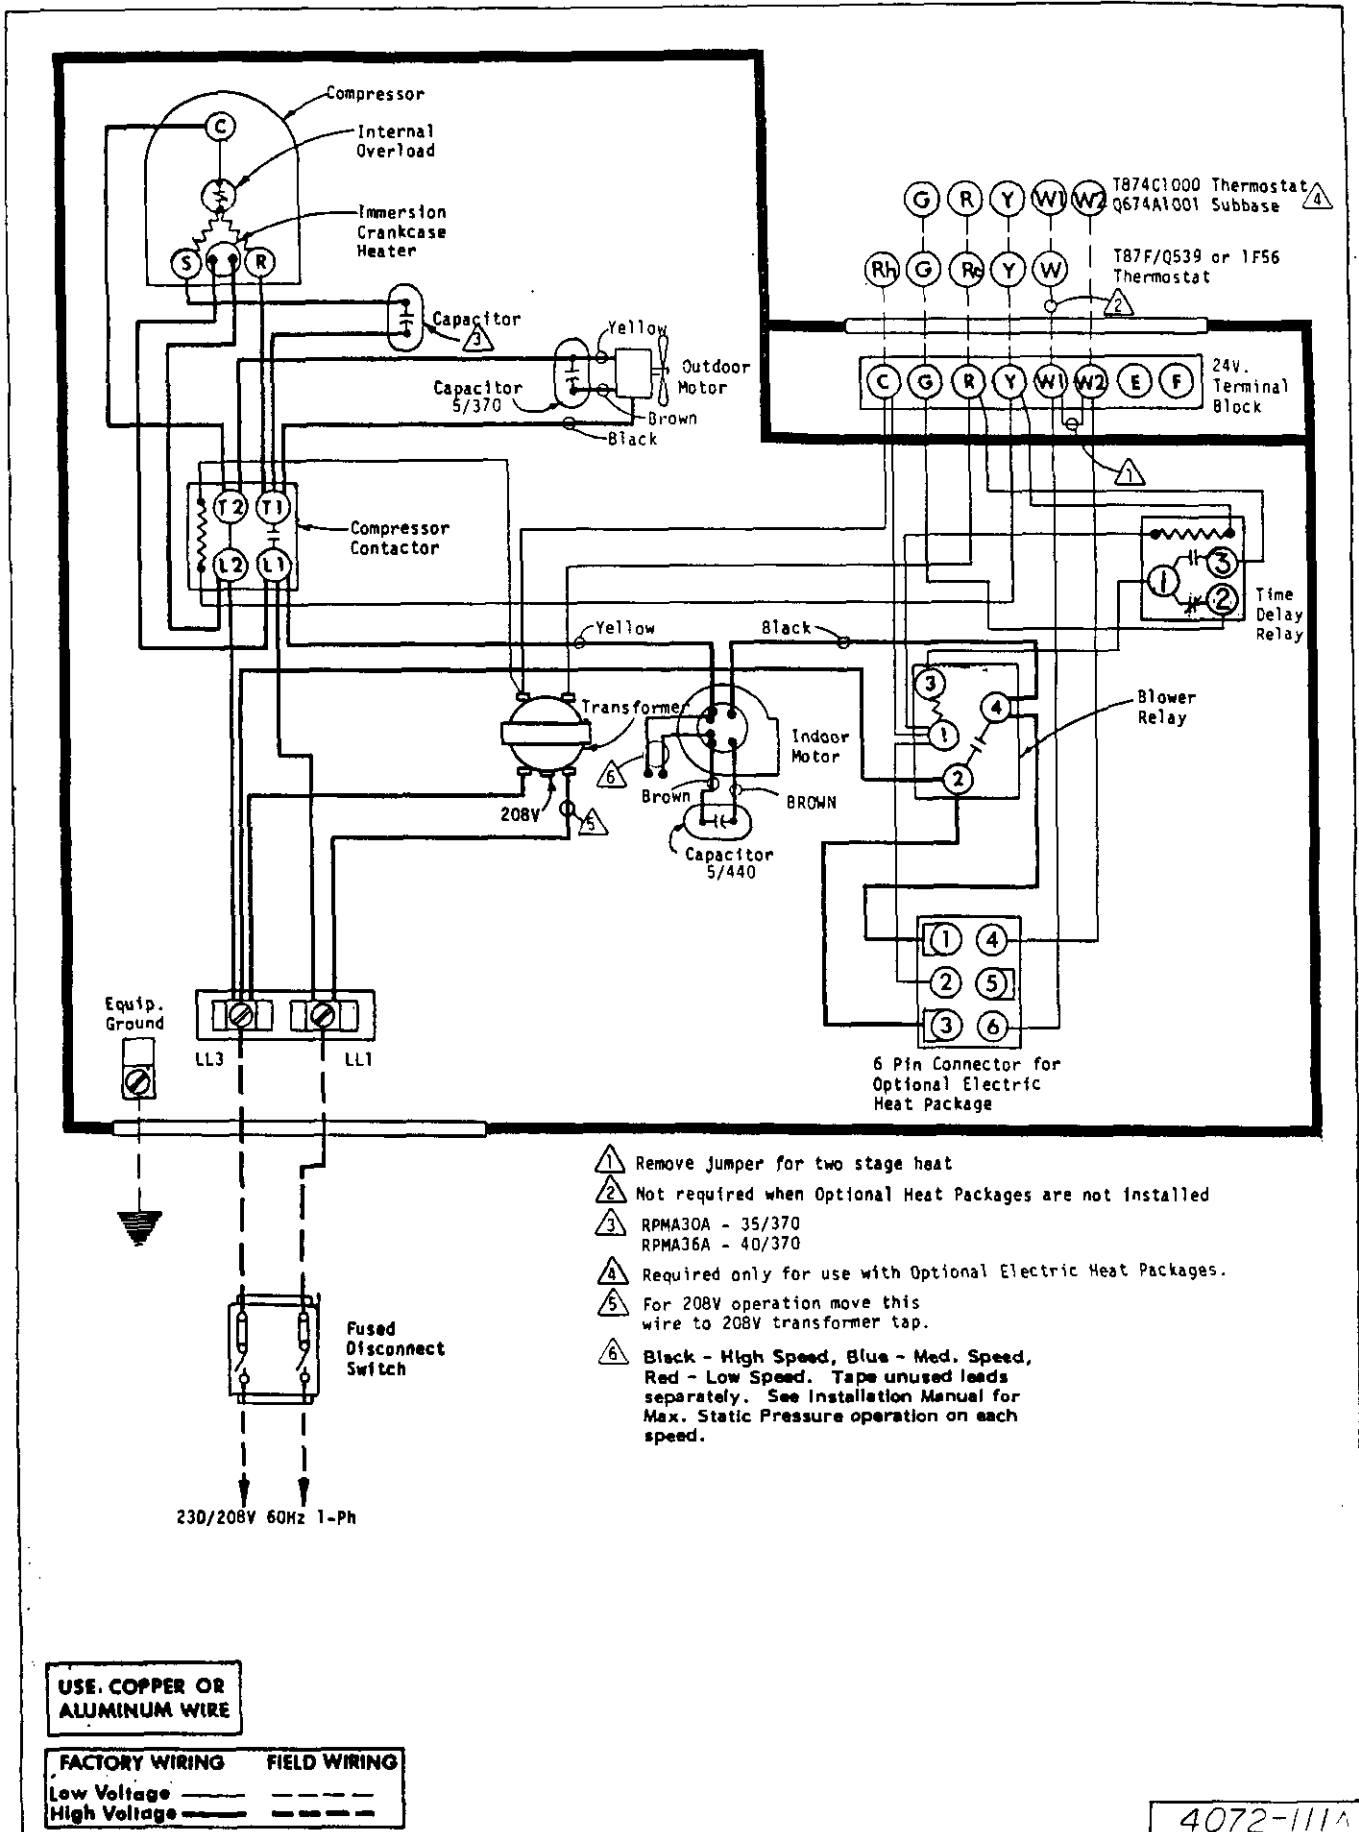 Compressor
C
Internal
Overload
Immersion
Crankcase
Heater
S
R
Capacitor
3
Yellow
Capacitor
5/370
Outdoor
Motor
Brown
Black
G R Y W1 W2
T874C1000 Thermostat
Q674A1001 Subbase
4
Rh G Rc Y W
T87F/Q539 or 1F56
Thermostat
2
C G R Y W1 W2 E F
24V.
Terminal
Block
1
T2 T1
L2 L1
Compressor
Contactor
3
1
2
Time
Delay
Relay
Yellow
Black
Transformer
208V
5
6
Indoor
Motor
Brown
BROWN
Capacitor
5/440
3
4
1
2
Blower
Relay
1 4
2 5
3 6
6 Pin Connector for
Optional Electric
Heat Package
Equip.
Ground
LL3
LL1
1 Remove jumper for two stage heat
2 Not required when Optional Heat Packages are not installed
3 RPMA30A - 35/370
RPMA36A - 40/370
4 Required only for use with Optional Electric Heat Packages.
5 For 208V operation move this
wire to 208V transformer tap.
6 Black - High Speed, Blue - Med. Speed,
Red - Low Speed. Tape unused leads
separately. See Installation Manual for
Max. Static Pressure operation on each
speed.
Fused
Disconnect
Switch
230/208V 60Hz 1-Ph
USE COPPER OR
ALUMINUM WIRE
FACTORY WIRING FIELD WIRING
Low Voltage
High Voltage
4072-111A